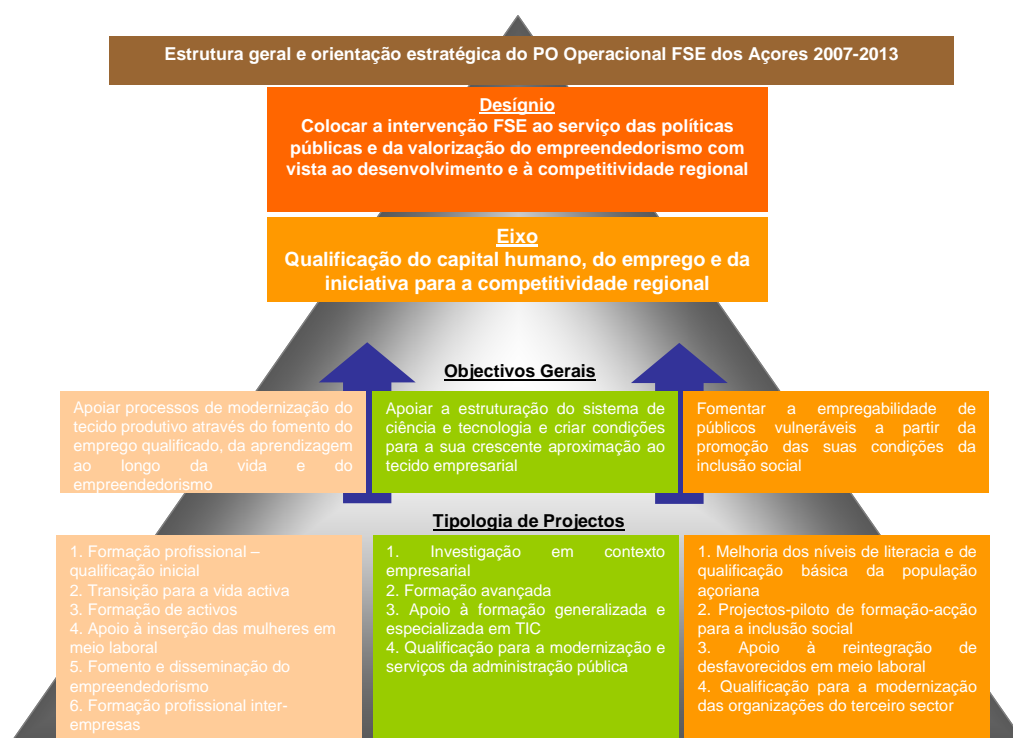 Estrutura geral e orientação estratégica do PO Operacional FSE dos Açores 2007-2013
Desígnio
Colocar a intervenção FSE ao serviço das políticas
públicas e da valorização do empreendedorismo com
vista ao desenvolvimento e à competitividade regional
Eixo
Qualificação do capital humano, do emprego e da
iniciativa para a competitividade regional
Objectivos Gerais
Apoiar processos de modernização do
tecido produtivo através do fomento do
emprego qualificado, da aprendizagem
ao longo da vida e do
empreendedorismo
Apoiar a estruturação do sistema de
ciência e tecnologia e criar condições
para a sua crescente aproximação ao
tecido empresarial
Fomentar a empregabilidade de
públicos vulneráveis a partir da
promoção das suas condições da
inclusão social
Tipologia de Projectos
1. Formação profissional –
qualificação inicial
2. Transição para a vida activa
3. Formação de activos
4. Apoio à inserção das mulheres em
meio laboral
5. Fomento e disseminação do
empreendedorismo
6. Formação profissional inter-
empresas
1. Investigação em contexto
empresarial
2. Formação avançada
3. Apoio à formação generalizada e
especializada em TIC
4. Qualificação para a modernização e
serviços da administração pública
1. Melhoria dos níveis de literacia e de
qualificação básica da população
açoriana
2. Projectos-piloto de formação-acção
para a inclusão social
3. Apoio à reintegração de
desfavorecidos em meio laboral
4. Qualificação para a modernização
das organizações do terceiro sector